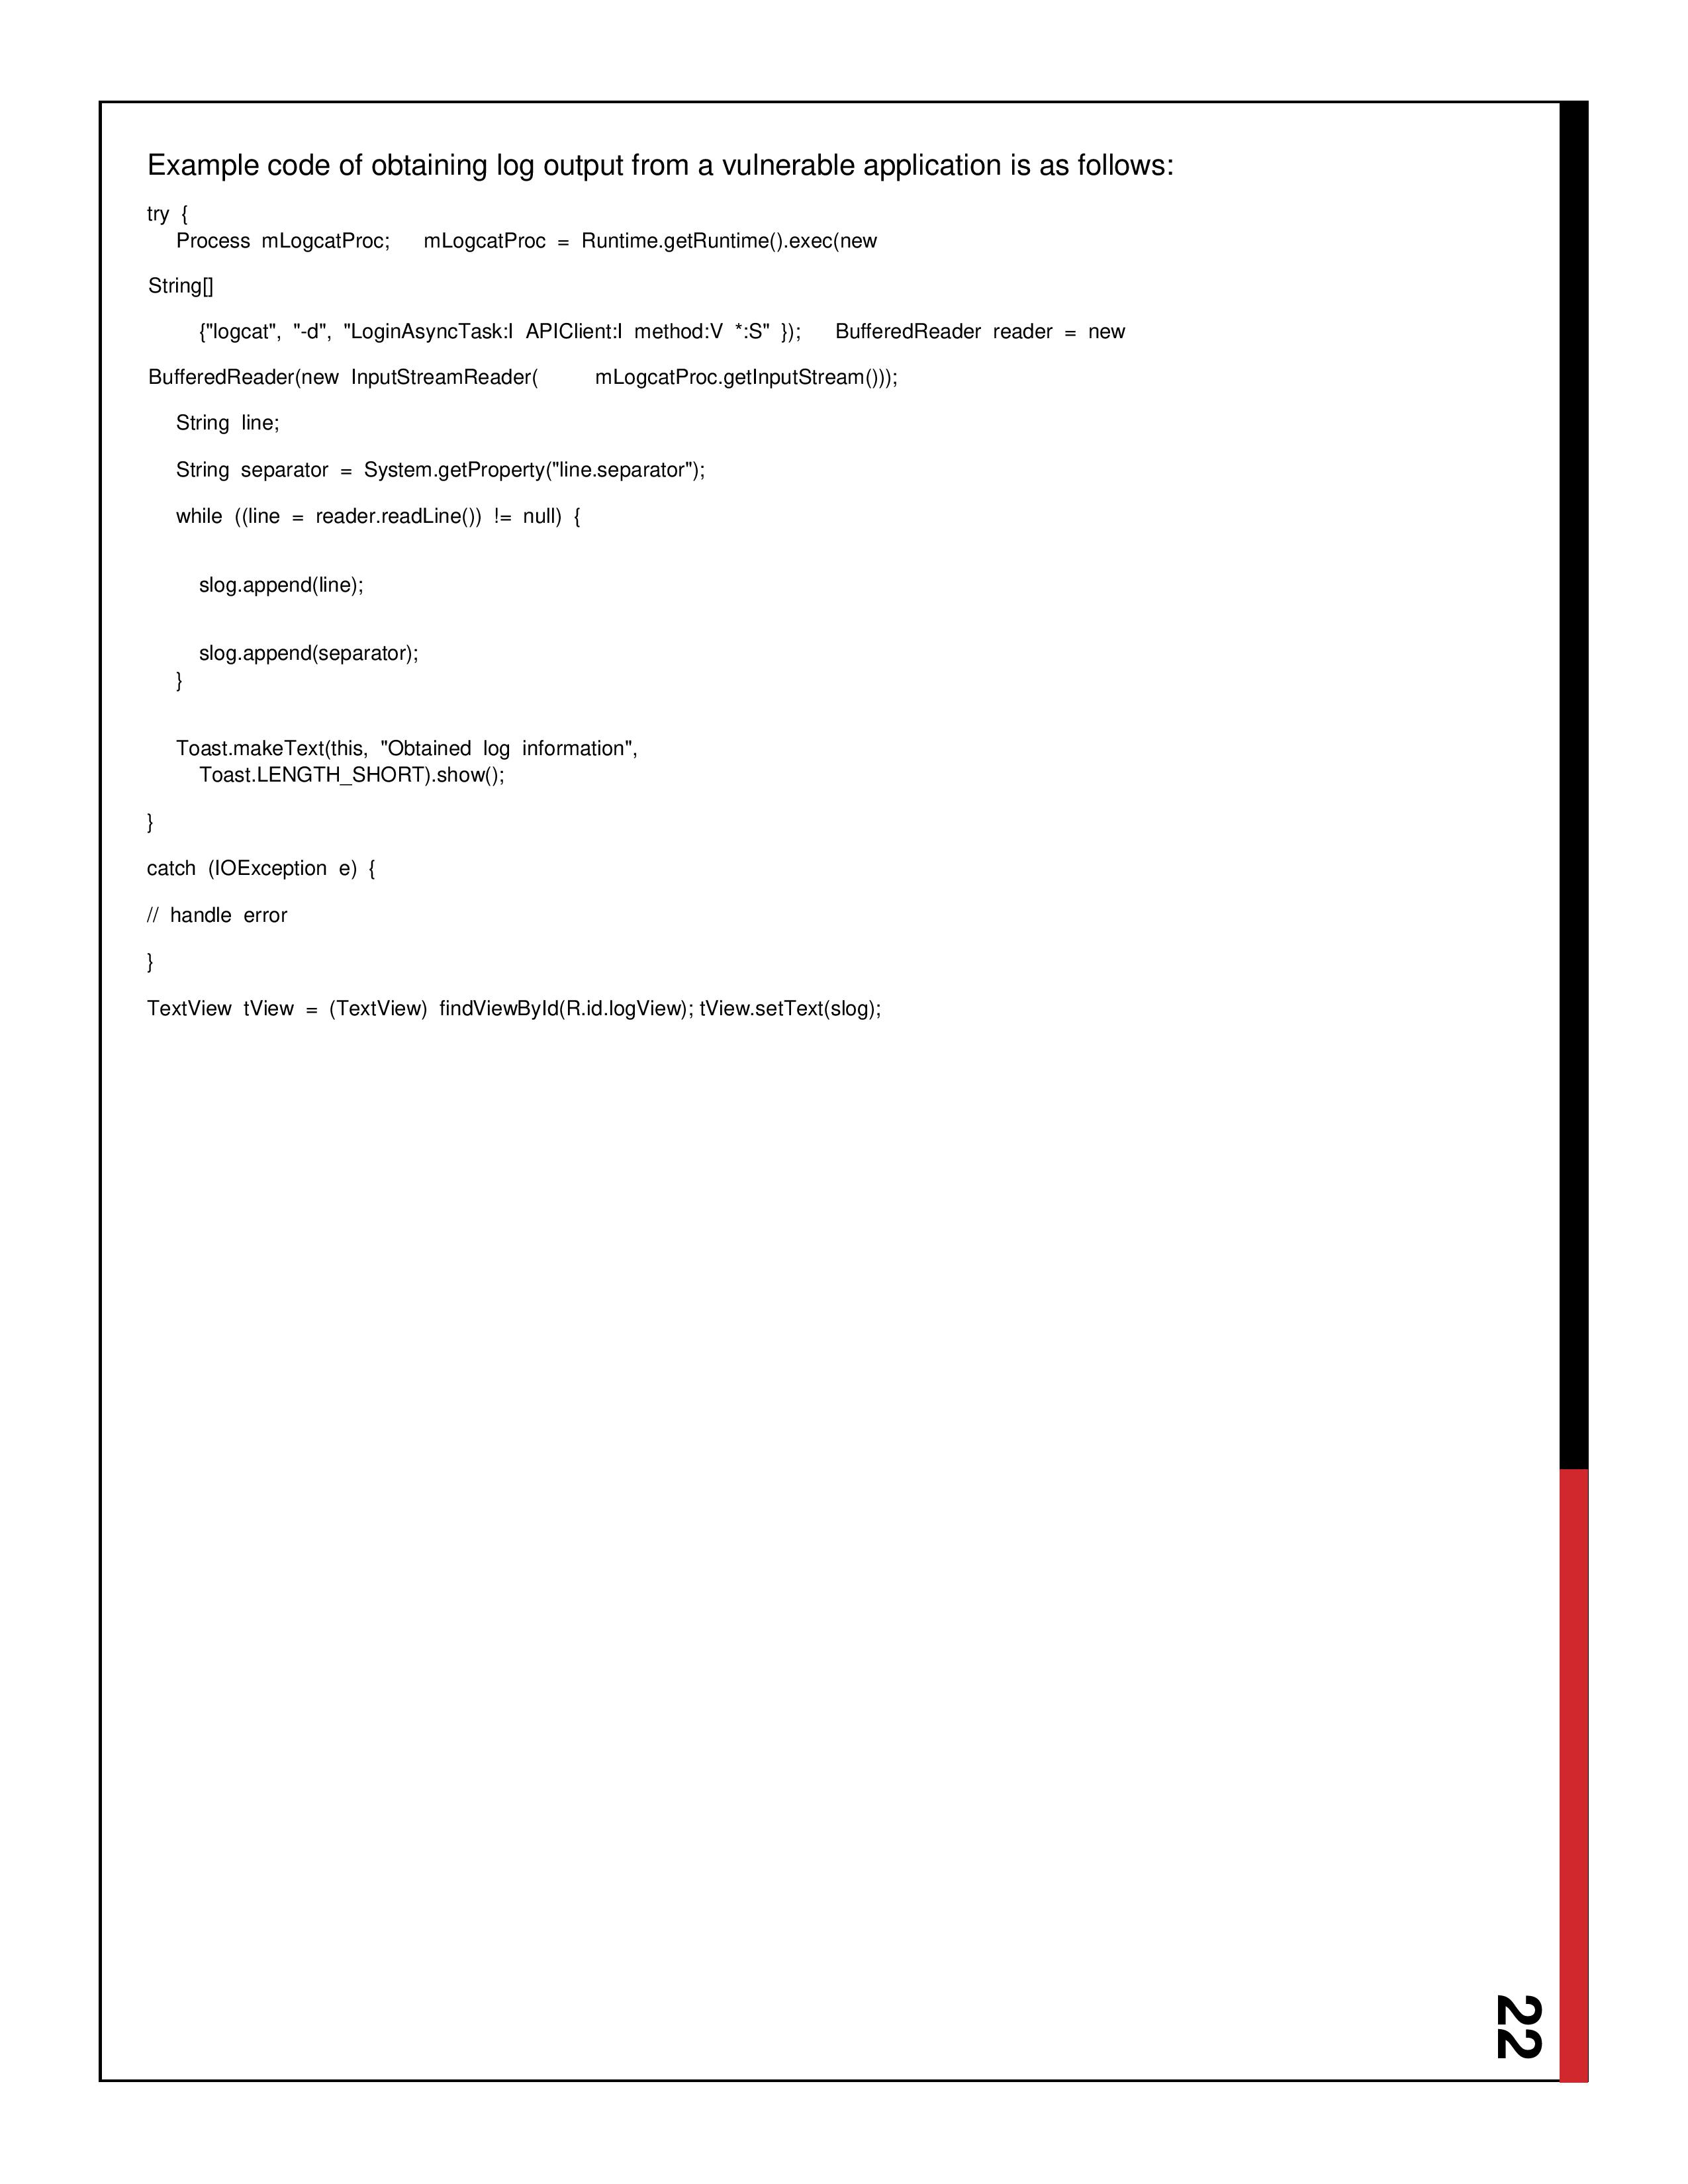 Example code of obtaining log output from a vulnerable application is as follows:
try {
Process mLogcatProc; mLogcatProc = Runtime.getRuntime().exec(new
String[]
{"logcat", "-d", "LoginAsyncTask:I APIClient:I method:V *:S" }); BufferedReader reader = new
BufferedReader(new InputStreamReader( mLogcatProc.getInputStream()));
String line;
String separator = System.getProperty("line.separator");
while ((line = reader.readLine()) != null) {
slog.append(line);
slog.append(separator);
}
Toast.makeText(this, "Obtained log information",
Toast.LENGTH_SHORT).show();
}
catch (IOException e) {
// handle error
}
TextView tView = (TextView) findViewById(R.id.logView); tView.setText(slog);
22